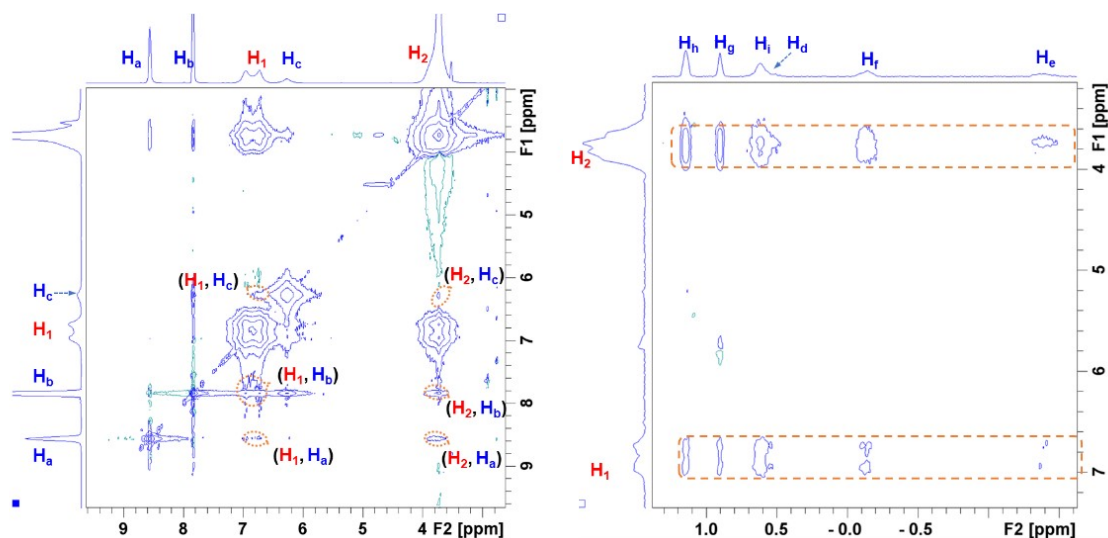 Ha
Hb
H1
Hc
H2
F1 [ppm]
5
6
7
8
9
Hc
H1
Hb
Ha
(H1, Hc)
(H2, Hc)
(H1, Hb)
(H2, Hb)
(H1, Ha)
(H2, Ha)
9
8
7
6
5
4 F2 [ppm]
Hh
Hg
Hi
Hd
Hf
He
F1 [ppm]
4
5
6
7
H2
H1
1.0
0.5
- 0.0
- 0.5
F2 [ppm]